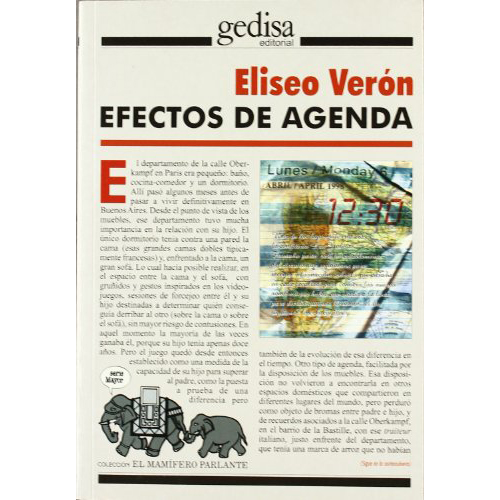 gedisa
editorial
Eliseo Verón
EFECTOS DE AGENDA
El departamento de la calle Ober-
kampf en Paris era pequeño: baño,
cocina-comedor y un dormitorio.
Allí pasó algunos meses antes de
pasar a vivir definitivamente en
Buenos Aires. Desde el punto de vista de los
muebles, ese departamento tuvo mucha
importancia en la relación con su hijo. El
único dormitorio tenía contra una pared la
cama (esas grandes camas dobles típica-
mente francesas) y, enfrentado a la cama, un
gran sofá. Lo cual hacía posible realizar, en
el espacio entre la cama y el sofá, con
gruñidos y gestos inspirados en los video-
juegos, sesiones de forcejeo entre él y su
hijo destinadas a determinar quién conse-
guía derribar al otro (sobre la cama o sobre
el sofá), sin mayor riesgo de contusiones. En
aquel momento la mayoría de las veces
ganaba él, porque su hijo tenía apenas doce
años. Pero el juego quedó desde entonces
establecido como una medida de la
capacidad de su hijo para superar
al padre, como la puesta
a prueba de una
diferencia pero
Lunes / Monday 6
ABRIL/APRIL 1998
12:30
también de la evolución de esa diferencia en
el tiempo. Otro tipo de agenda, facilitada por
la disposición de los muebles. Esa disposi-
ción no volvieron a encontrarla en otros
espacios domésticos que compartieron en
diferentes lugares del mundo, pero perduró
como objeto de bromas entre padre e hijo, y
de recuerdos asociados a la calle Oberkampf,
en el barrio de la Bastille, con ese traiteur
italiano, justo enfrente del departamento,
que tenía una marca de arroz que no habían
serie
Mayor
COLECCIÓN EL MAMÍFERO PARLANTE